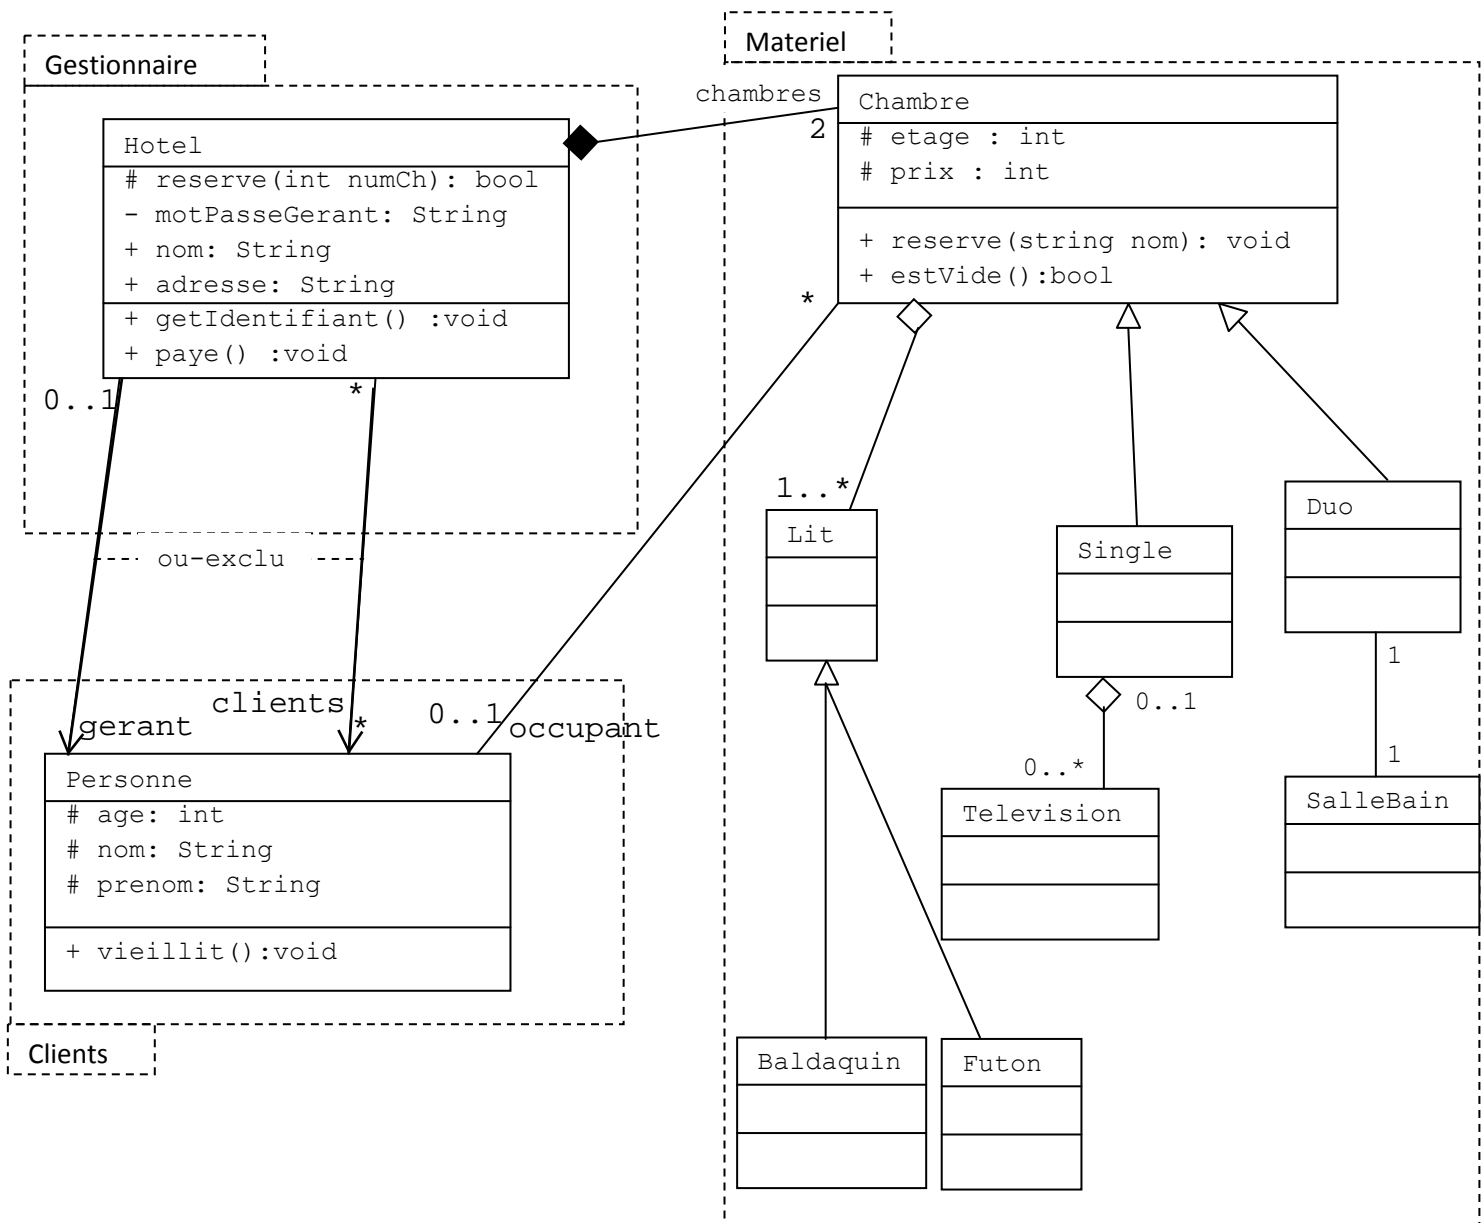 Gestionnaire
Hotel
# reserve(int numCh): bool
- motPasseGerant: String
+ nom: String
+ adresse: String
+ getIdentifiant() :void
+ paye() :void
0..1
*
ou-exclu
Materiel
chambres
2
Chambre
# etage : int
# prix : int
+ reserve(string nom): void
+ estVide():bool
*
1..*
Lit
Single
Duo
1
0..1
0..*
1
Television
SalleBain
Baldaquin
Futon
gerant
clients
*
0..1
occupant
Personne
# age: int
# nom: String
# prenom: String
+ vieillit():void
Clients